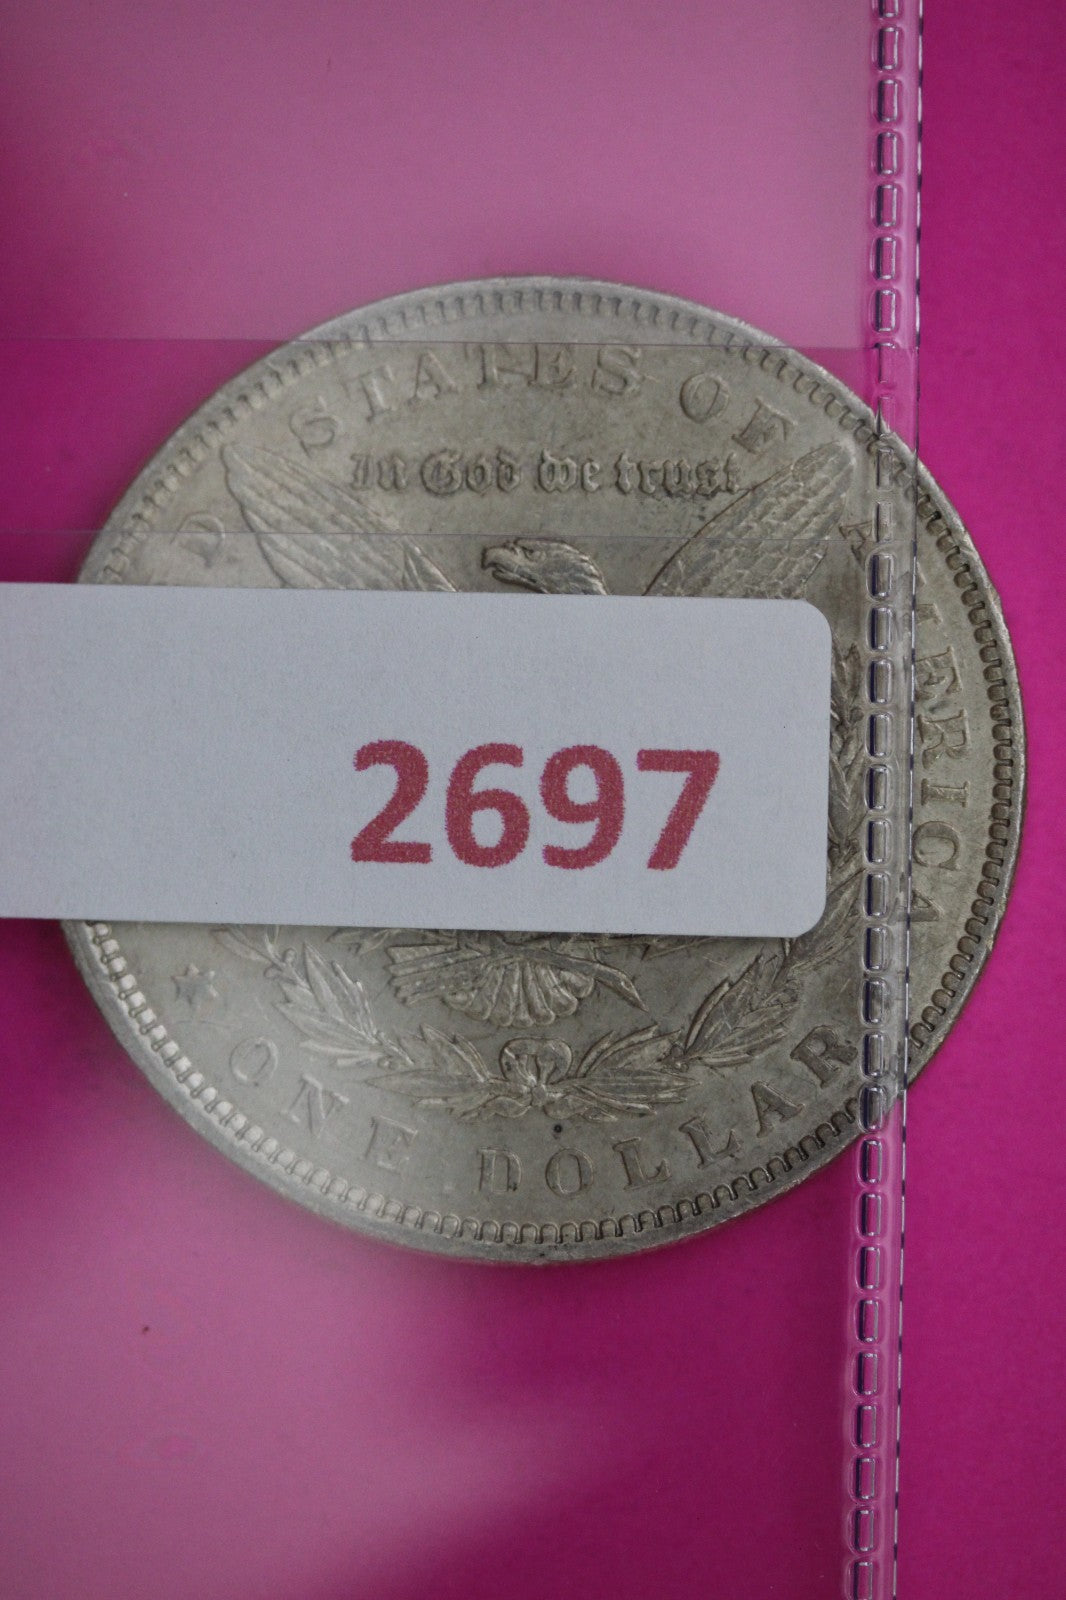 D STATES OF AMERICA
In God we trust
2697
ONE DOLLAR